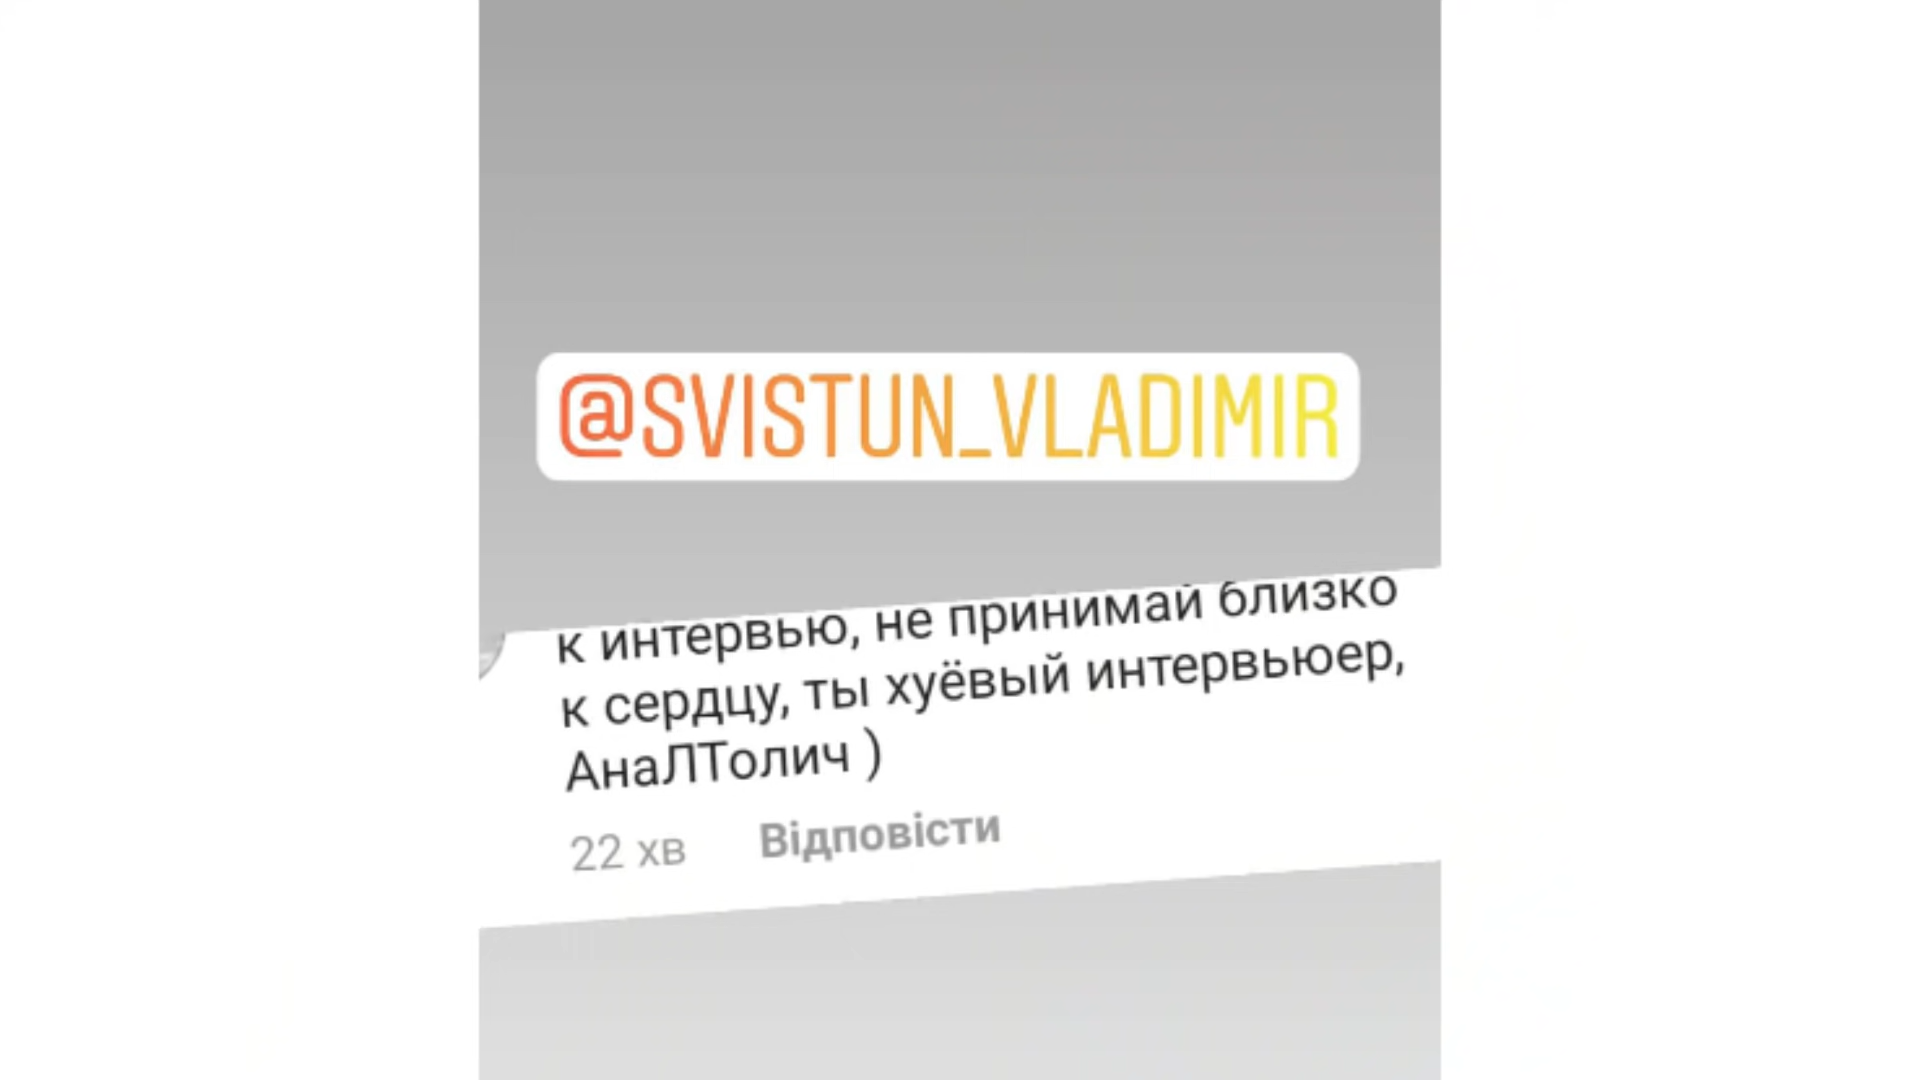 @SVISTUN_VLADIMIR
к интервью, не принимай близко
к сердцу, ты хуёвый интервьюер,
АнаЛТолич )
22 хв Відповісти